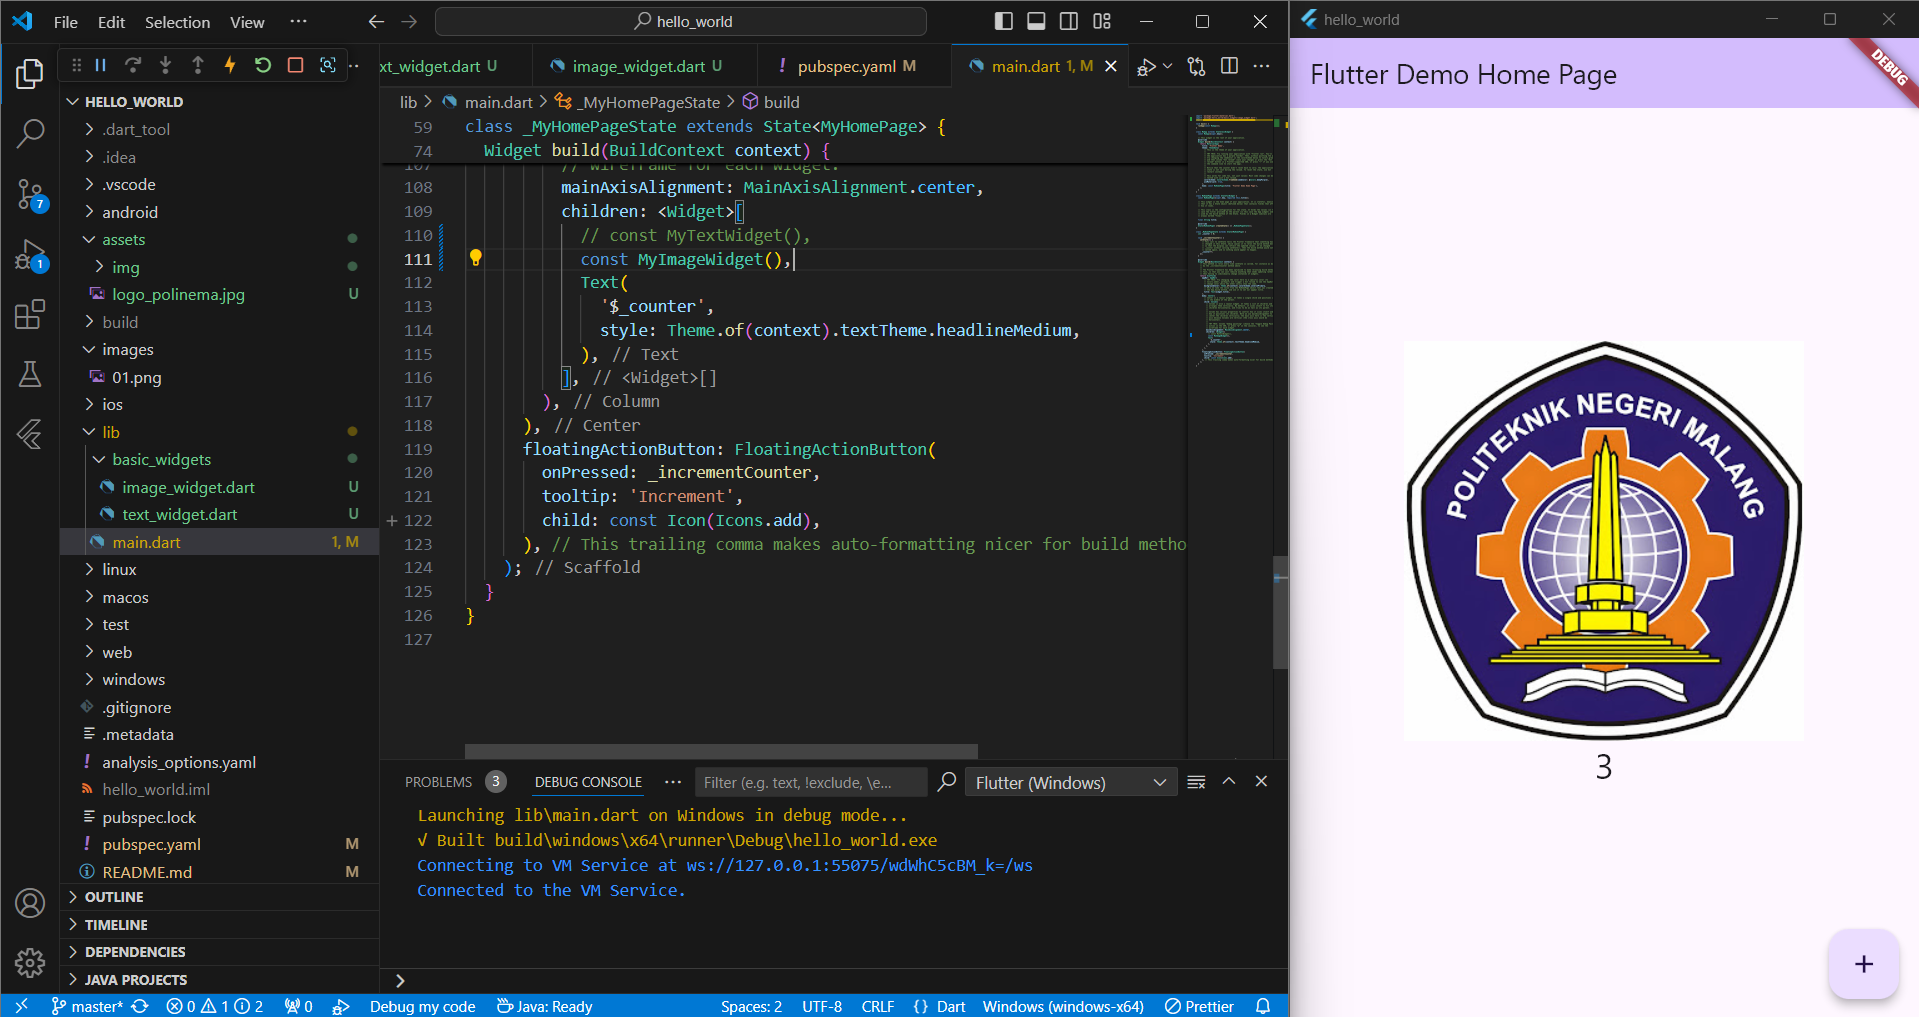 File Edit Selection View ··· hello_world
HELLO_WORLD
.dart_tool
.idea
.vscode
android
assets
img
logo_polinema.jpg U
build
images
01.png
ios
lib
basic_widgets
image_widget.dart U
text_widget.dart U
main.dart 1, M
linux
macos
test
web
windows
.gitignore
.metadata
analysis_options.yaml
hello_world.iml
pubspec.lock
pubspec.yaml M
README.md M
OUTLINE
TIMELINE
DEPENDENCIES
JAVA PROJECTS
7
1
xt_widget.dart U image_widget.dart U ! pubspec.yaml M main.dart 1, M
lib > main.dart > _MyHomePageState > build
59 class _MyHomePageState extends State<MyHomePage> {
74 Widget build(BuildContext context) {
107 // wireframe for each widget.
108 mainAxisAlignment: MainAxisAlignment.center,
109 children: <Widget>[
110 // const MyTextWidget(),
111 const MyImageWidget(),
112 Text(
113 '$_counter',
114 style: Theme.of(context).textTheme.headlineMedium,
115 ), // Text
116 ], // <Widget>[]
117 ), // Column
118 ), // Center
119 floatingActionButton: FloatingActionButton(
120 onPressed: _incrementCounter,
121 tooltip: 'Increment',
122 child: const Icon(Icons.add),
123 ), // This trailing comma makes auto-formatting nicer for build metho
124 ); // Scaffold
125 }
126 }
127
PROBLEMS 3 DEBUG CONSOLE ··· Filter (e.g. text, !exclude, \e... Flutter (Windows)
Launching lib\main.dart on Windows in debug mode...
√ Built build\windows\x64\runner\Debug\hello_world.exe
Connecting to VM Service at ws://127.0.0.1:55075/wdWhC5cBM_k=/ws
Connected to the VM Service.
master* 0 1 2 0 Debug my code Java: Ready Spaces: 2 UTF-8 CRLF {} Dart Windows (windows-x64) Prettier
hello_world
Flutter Demo Home Page
DEBUG
POLITEKNIK NEGERI MALANG
3
+